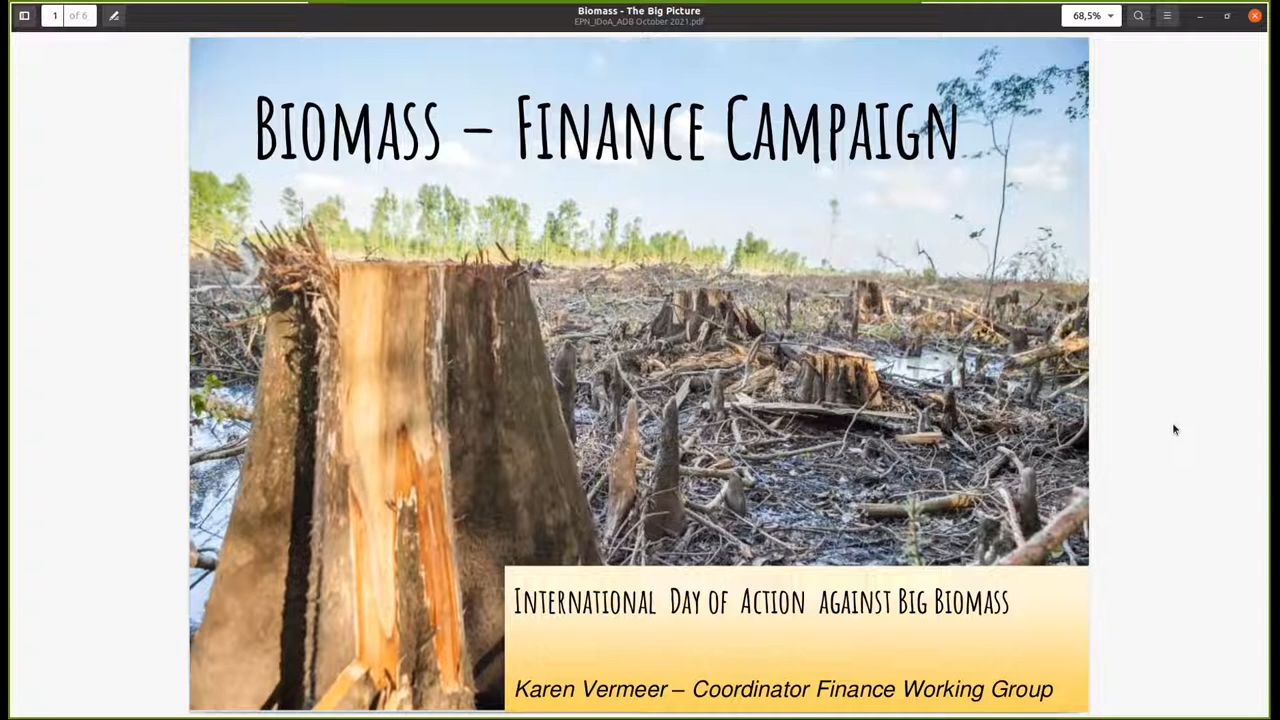 Biomass - The Big Picture
EPN_IDoA_ADB October 2021.pdf
1 of 6
68,5%
BIOMASS – FINANCE CAMPAIGN
INTERNATIONAL DAY OF ACTION AGAINST BIG BIOMASS
Karen Vermeer – Coordinator Finance Working Group